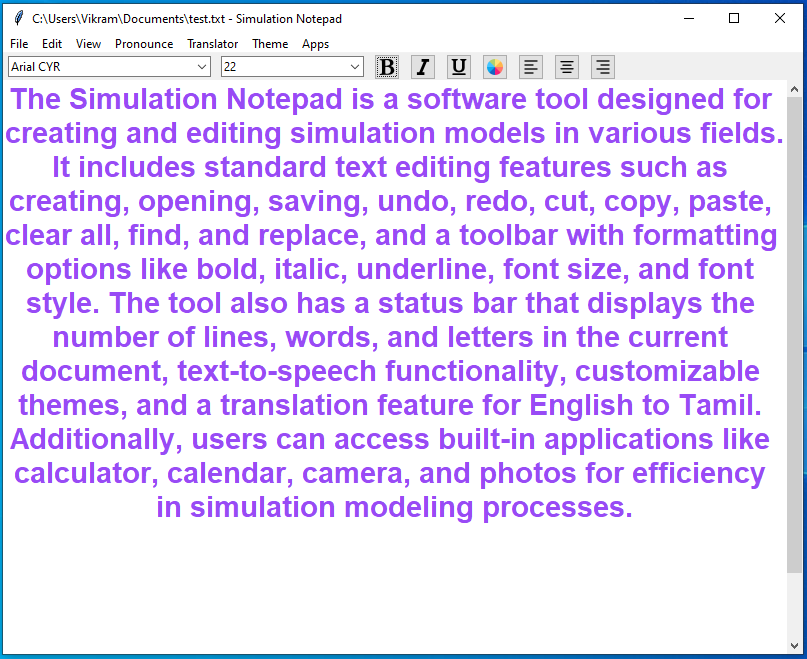 C:\Users\Vikram\Documents\test.txt - Simulation Notepad
File Edit View Pronounce Translator Theme Apps
Arial CYR 22 B I U
The Simulation Notepad is a software tool designed for
creating and editing simulation models in various fields.
It includes standard text editing features such as
creating, opening, saving, undo, redo, cut, copy, paste,
clear all, find, and replace, and a toolbar with formatting
options like bold, italic, underline, font size, and font
style. The tool also has a status bar that displays the
number of lines, words, and letters in the current
document, text-to-speech functionality, customizable
themes, and a translation feature for English to Tamil.
Additionally, users can access built-in applications like
calculator, calendar, camera, and photos for efficiency
in simulation modeling processes.